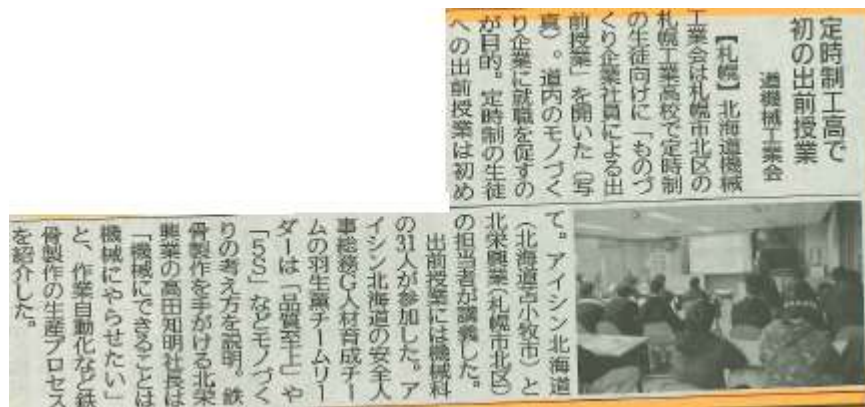 定時制工高で
初の出前授業
道機械工業会
【札幌】北海道機械
工業会は札幌市北区の
札幌工業高校で定時制
の生徒向けに「ものづ
くり企業社員による出
前授業」を開いた（写
真）。道内のモノづく
り企業に就職を促すの
が目的。定時制の生徒
への出前授業は初め
て。アイシン北海道
（北海道苫小牧市）と
北栄興業（札幌市北区）
の担当者が講義した。
出前授業には機械科
の31人が参加した。ア
イシン北海道の安全人
事総務G人材育成チー
ムの羽生薫チームリー
ダーは「品質至上」や
「5S」などモノづく
りの考え方を説明。鉄
骨製作を手がける北栄
興業の高田知明社長は
「機械にできることは
機械にやらせたい」
と、作業自動化など鉄
骨製作の生産プロセス
を紹介した。